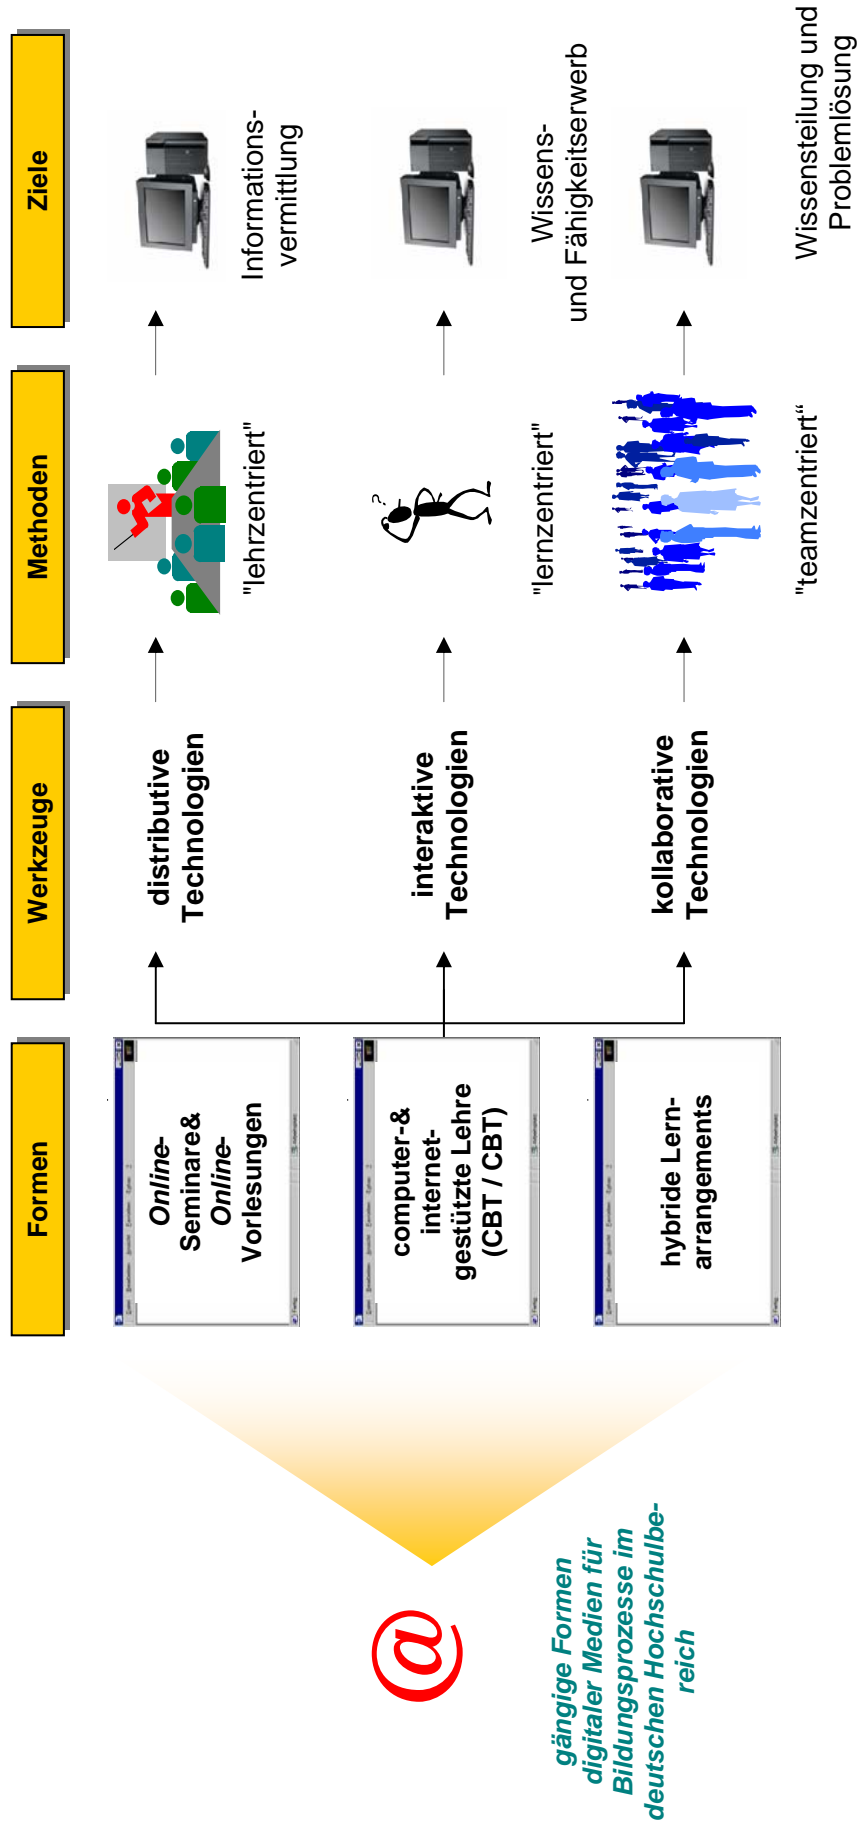 Formen
Werkzeuge
Methoden
Ziele
Online-
Seminare&
Online-
Vorlesungen
distributive
Technologien
"lehrzentriert"
Informations-
vermittlung
computer-&
internet-
gestützte Lehre
(CBT / CBT)
interaktive
Technologien
?
"lernzentriert"
Wissens-
und Fähigkeitserwerb
hybride Lern-
arrangements
kollaborative
Technologien
"teamzentriert“
Wissensteilung und
Problemlösung
@
gängige Formen
digitaler Medien für
Bildungsprozesse im
deutschen Hochschulbe-
reich